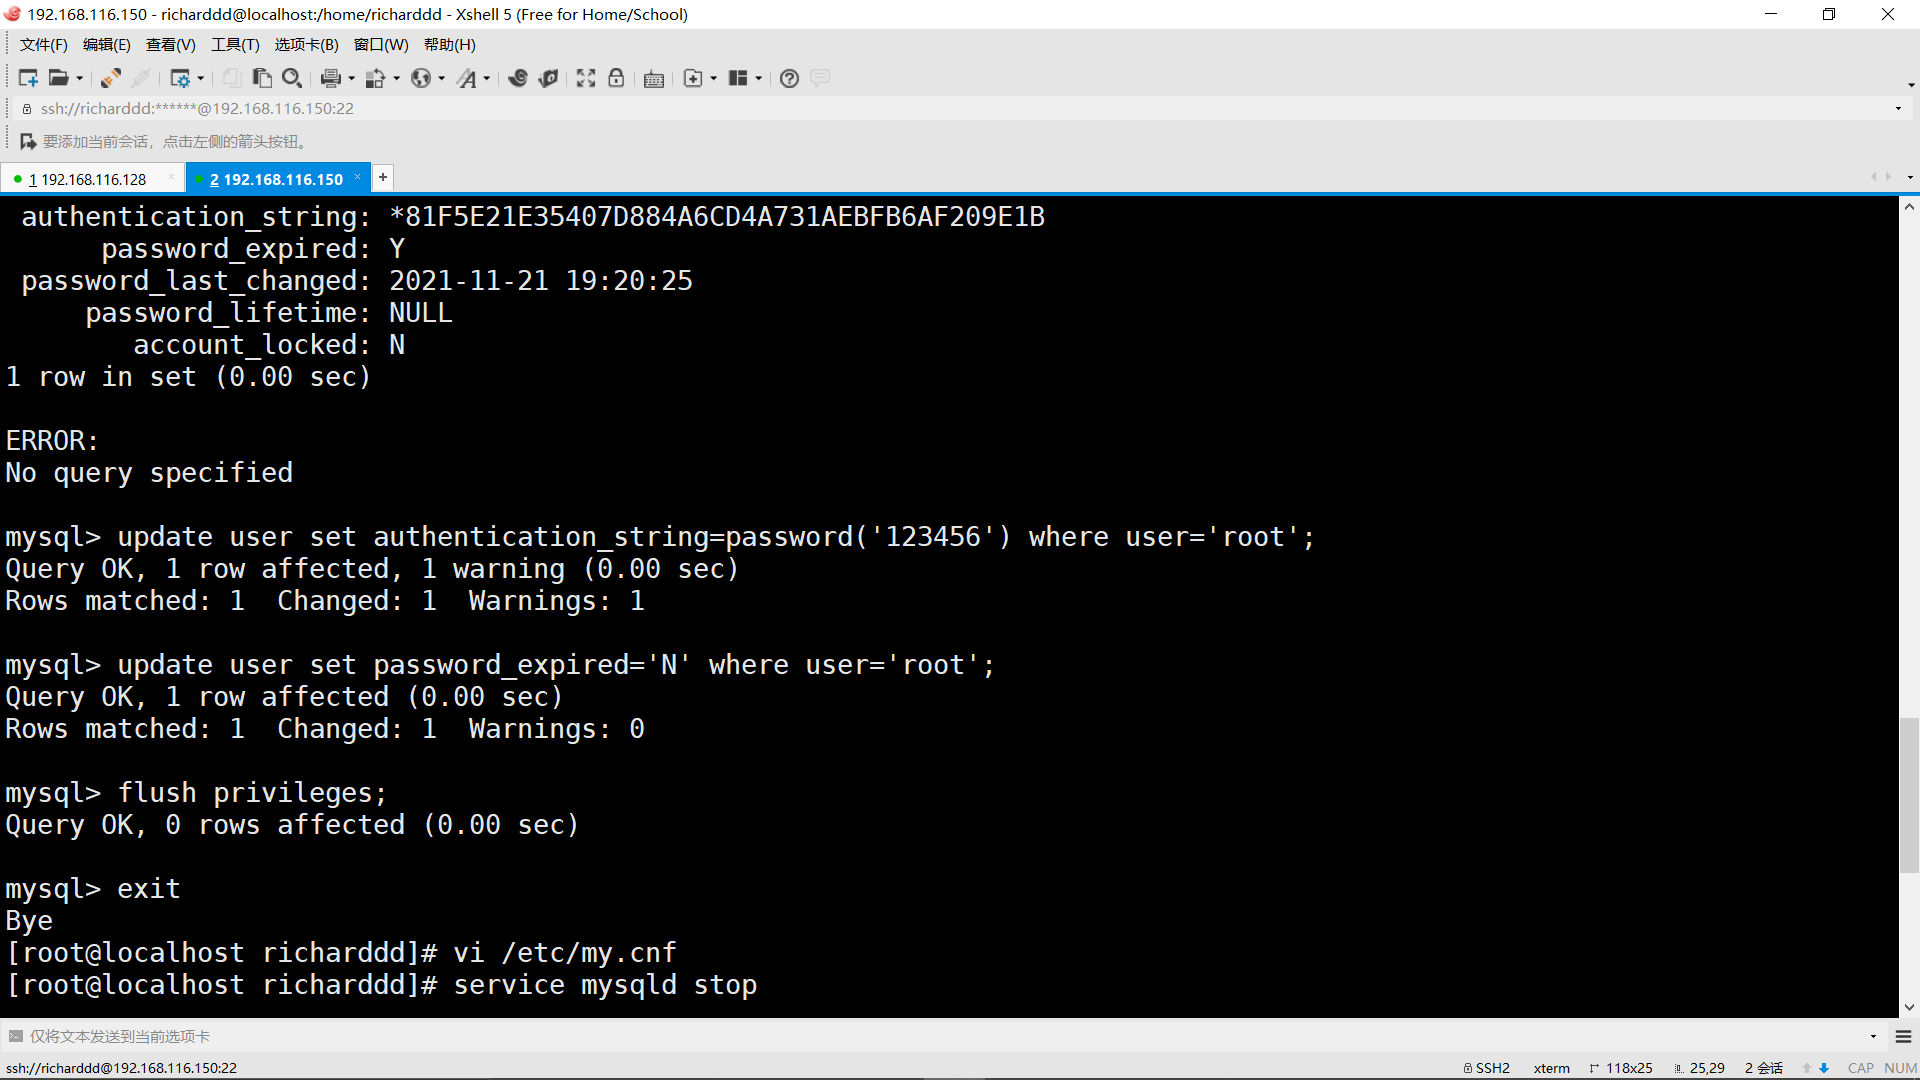 192.168.116.150 - richarddd@localhost:/home/richarddd - Xshell 5 (Free for Home/School)
文件(F) 编辑(E) 查看(V) 工具(T) 选项卡(B) 窗口(W) 帮助(H)
ssh://richarddd:******@192.168.116.150:22
要添加当前会话，点击左侧的箭头按钮。
1 192.168.116.128
2 192.168.116.150
authentication_string: *81F5E21E35407D884A6CD4A731AEBFB6AF209E1B
password_expired: Y
password_last_changed: 2021-11-21 19:20:25
password_lifetime: NULL
account_locked: N
1 row in set (0.00 sec)
ERROR:
No query specified
mysql> update user set authentication_string=password('123456') where user='root';
Query OK, 1 row affected, 1 warning (0.00 sec)
Rows matched: 1  Changed: 1  Warnings: 1
mysql> update user set password_expired='N' where user='root';
Query OK, 1 row affected (0.00 sec)
Rows matched: 1  Changed: 1  Warnings: 0
mysql> flush privileges;
Query OK, 0 rows affected (0.00 sec)
mysql> exit
Bye
[root@localhost richarddd]# vi /etc/my.cnf
[root@localhost richarddd]# service mysqld stop
仅将文本发送到当前选项卡
ssh://richarddd@192.168.116.150:22 SSH2 xterm 118x25 25,29 2 会话 CAP NUM